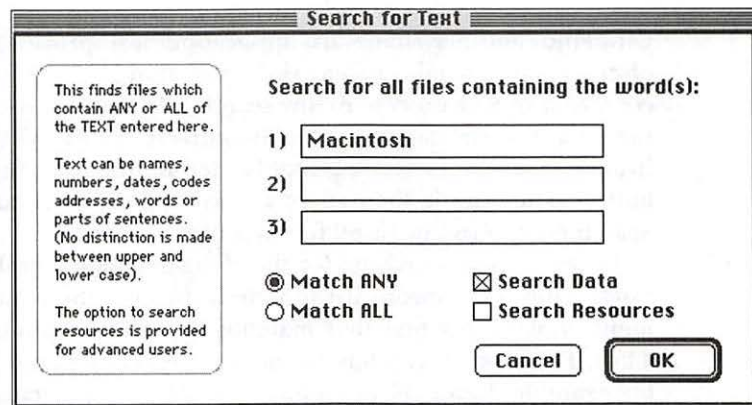 Search for Text
This finds files which
contain ANY or ALL of
the TEXT entered here.
Text can be names,
numbers, dates, codes
addresses, words or
parts of sentences.
(No distinction is made
between upper and
lower case).
The option to search
resources is provided
for advanced users.
Search for all files containing the word(s):
1) Macintosh
2)
3)
Match ANY
Match ALL
Search Data
Search Resources
Cancel
OK